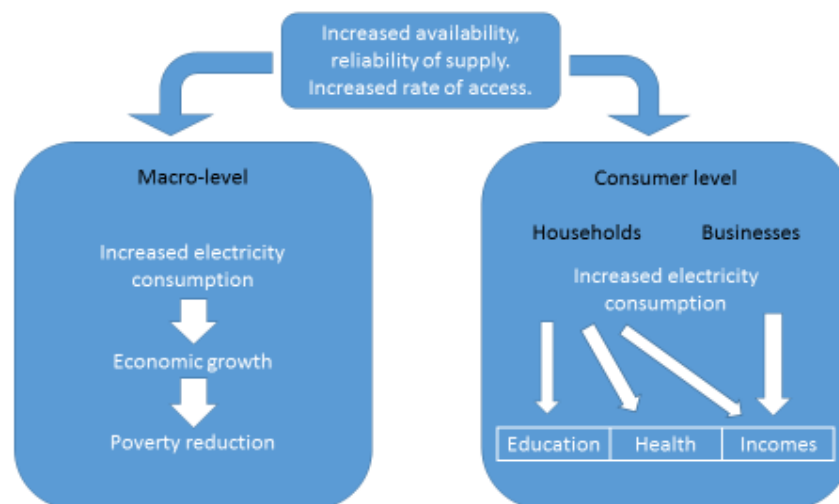 Increased availability,
reliability of supply.
Increased rate of access.
Macro-level
Increased electricity
consumption
Economic growth
Poverty reduction
Consumer level
Households Businesses
Increased electricity
consumption
Education Health Incomes